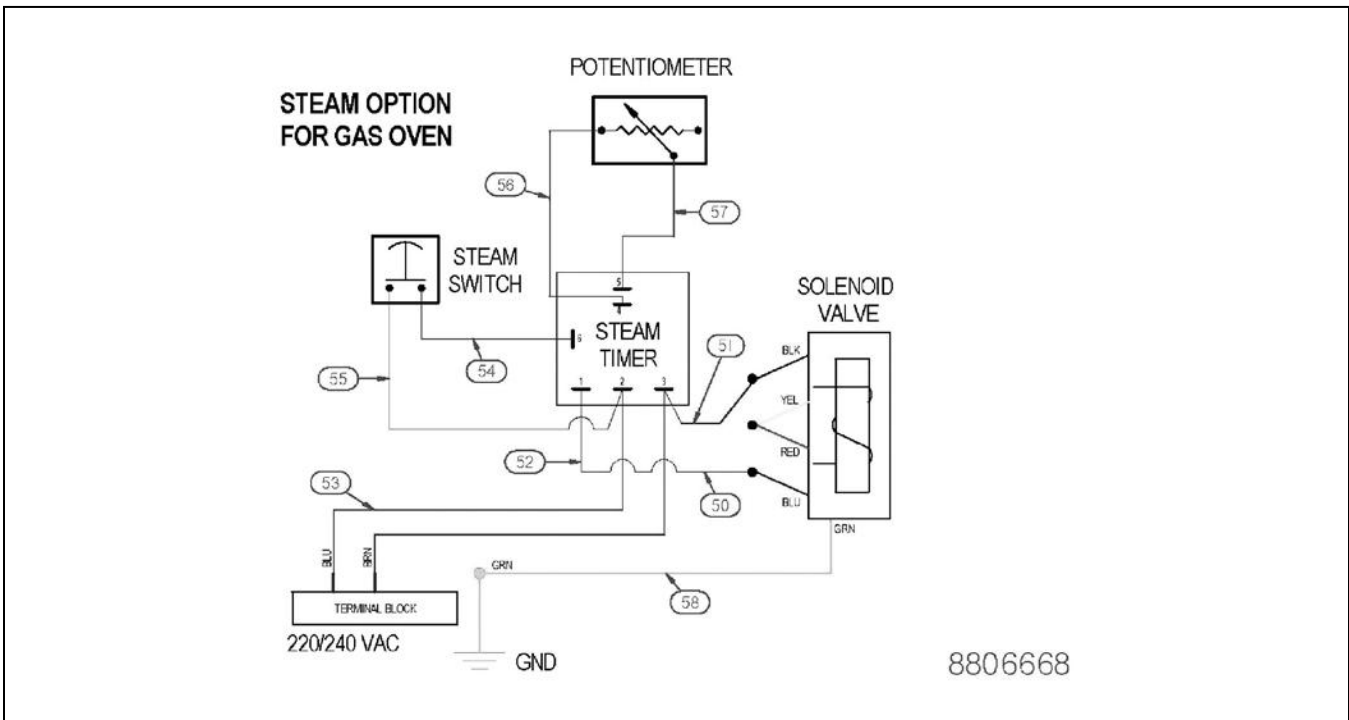 POTENTIOMETER
STEAM OPTION
FOR GAS OVEN
56
57
STEAM
SWITCH
SOLENOID
VALVE
5
4
6
STEAM
TIMER
51
BLK
54
55
1 2 3
YEL
RED
52
50
BLU
53
GRN
BLU
BRN
GRN
58
TERMINAL BLOCK
220/240 VAC
GND
8806668